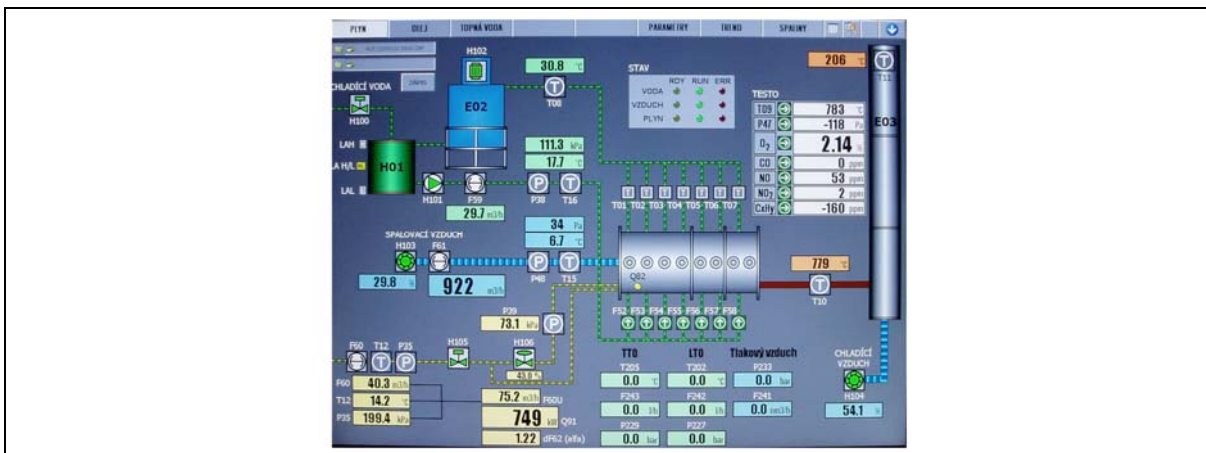 PLYN OLEJ TOPNÁ VODA PARAMETRY TREND SPALINY
H102
206 °C
T11
30.8 °C
T08
STAV
RDY RUN ERR
VODA
VZDUCH
PLYN
CHLADÍCÍ VODA
H100
E02
TESTO
T09 783 °C
P47 -118 Pa
O2 2.14 %
CO 0 ppm
NO 53 ppm
NO2 2 ppm
CxHy -160 ppm
E03
LAH
LA H/L
LAL
H01
111.3 kPa
17.7 °C
H101 F59 P38 T16
29.7 m3/h
T01 T02 T03 T04 T05 T06 T07
SPALOVACÍ VZDUCH
H103 F61
34 Pa
6.7 °C
P48 T15
29.8 %
922 m3/h
Q82
779 °C
T10
P39
73.1 kPa
F52 F53 F54 F55 F56 F57 F58
F60 T12 P35 H105 H106
43.0 %
F60 40.3 m3/h
T12 14.2 °C
P35 199.4 kPa
75.2 m3/h F60U
749 kW Q91
1.22 dF62 (alfa)
TTO LTO Tlakový vzduch
T205 T202 P233
0.0 °C 0.0 °C 0.0 bar
F243 F242 F241
0.0 l/h 0.0 l/h 0.0 nm3/h
P229 P227
0.0 bar 0.0 bar
CHLADÍCÍ
VZDUCH
H104
54.1 %